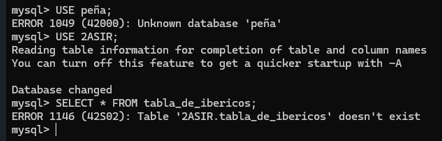 mysql> USE peña;
ERROR 1049 (42000): Unknown database 'peña'
mysql> USE 2ASIR;
Reading table information for completion of table and column names
You can turn off this feature to get a quicker startup with -A
Database changed
mysql> SELECT * FROM tabla_de_ibericos;
ERROR 1146 (42S02): Table '2ASIR.tabla_de_ibericos' doesn't exist
mysql>